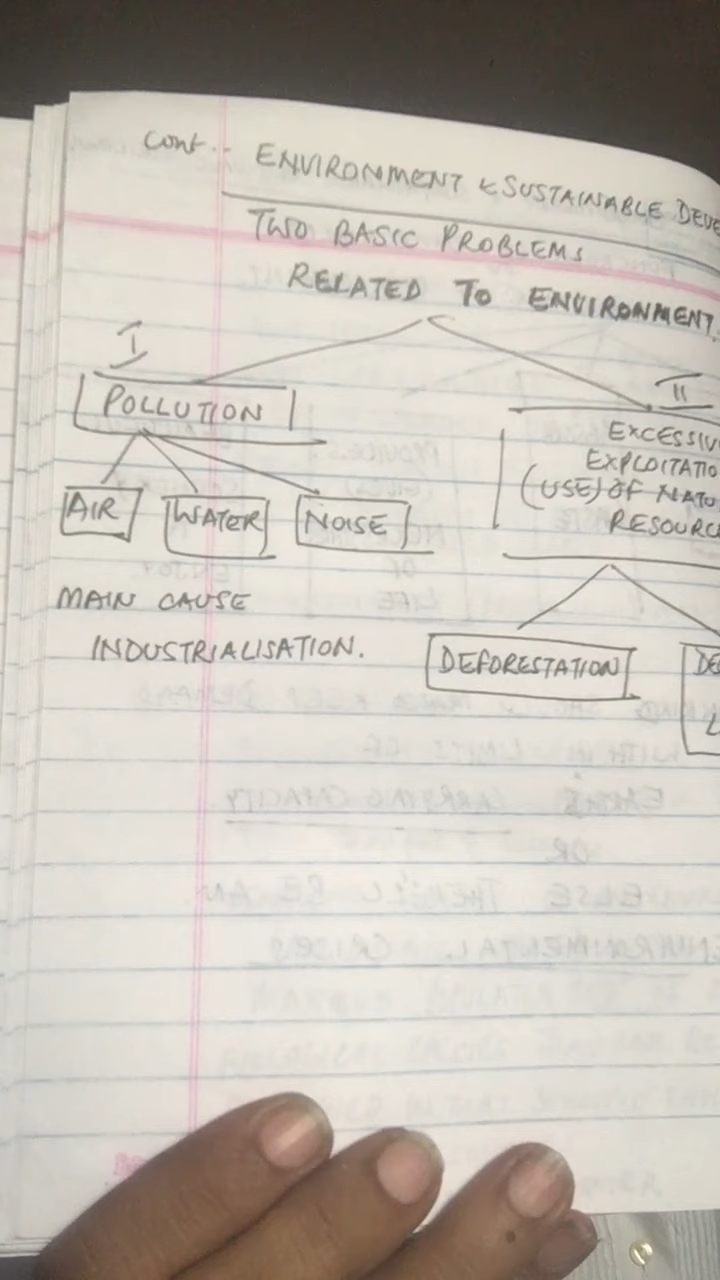 Cont.. ENVIRONMENT & SUSTAINABLE DEVE
TWO BASIC PROBLEMS
RELATED TO ENVIRONMENT.
I
II
POLLUTION
EXCESSIV
EXPLOITATIO
(USE) OF NATU
RESOURC
AIR
WATER
NOISE
MAIN CAUSE
INDUSTRIALISATION.
DEFORESTATION
DE
L